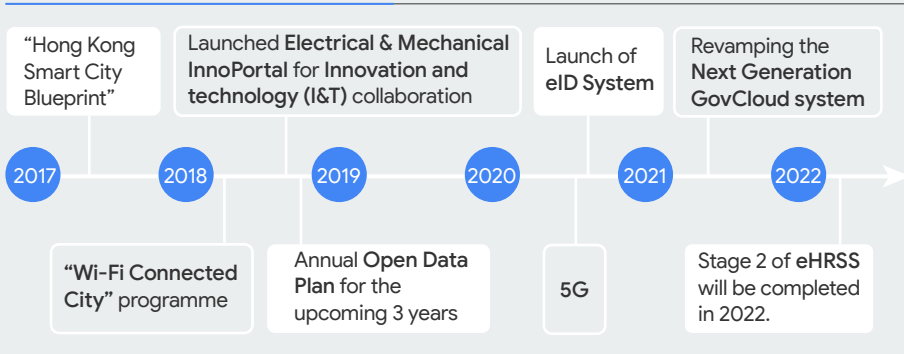 “Hong Kong
Smart City
Blueprint”
Launched Electrical & Mechanical
InnoPortal for Innovation and
technology (I&T) collaboration
Launch of
eID System
Revamping the
Next Generation
GovCloud system
2017
2018
2019
2020
2021
2022
“Wi-Fi Connected
City” programme
Annual Open Data
Plan for the
upcoming 3 years
5G
Stage 2 of eHRSS
will be completed
in 2022.